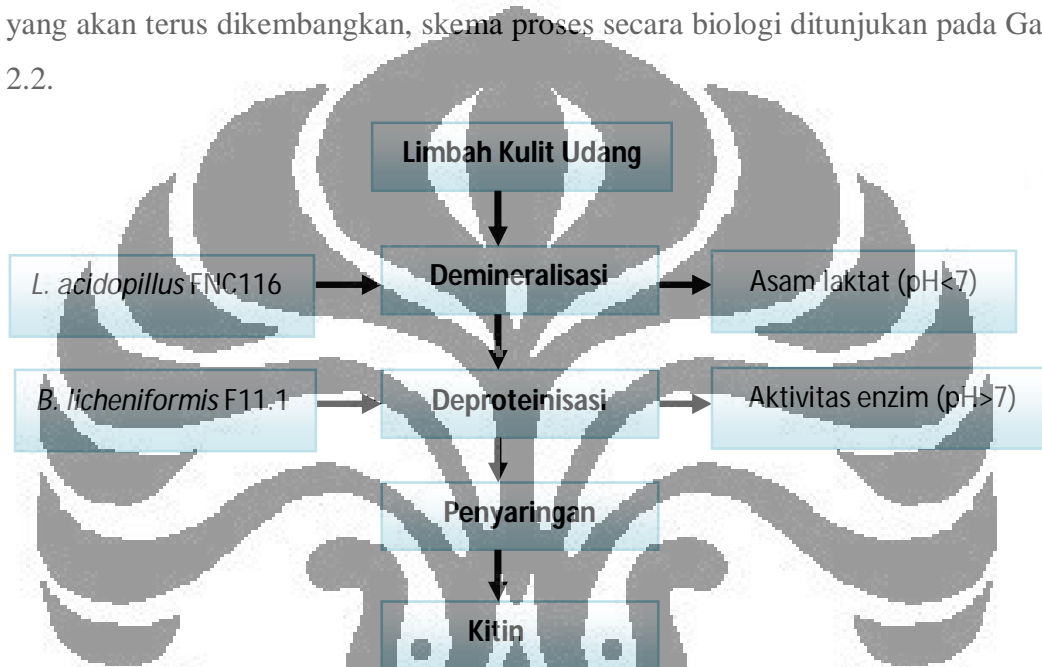 yang akan terus dikembangkan, skema proses secara biologi ditunjukan pada Ga
2.2.
Limbah Kulit Udang
L. acidopillus FNC116
Demineralisasi
Asam laktat (pH<7)
B. licheniformis F11.1
Deproteinisasi
Aktivitas enzim (pH>7)
Penyaringan
Kitin